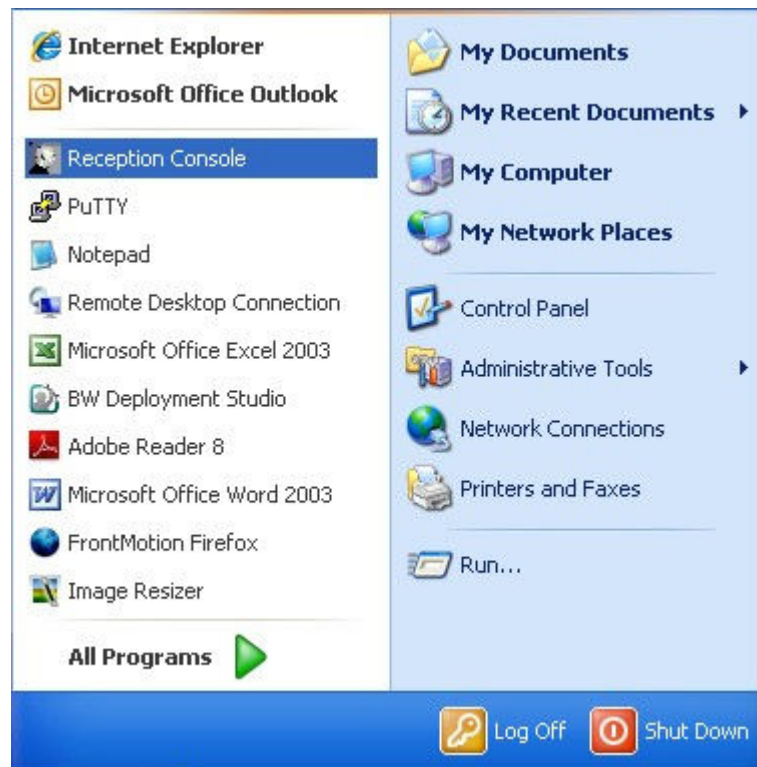 Internet Explorer
Microsoft Office Outlook
Reception Console
PuTTY
Notepad
Remote Desktop Connection
Microsoft Office Excel 2003
BW Deployment Studio
Adobe Reader 8
Microsoft Office Word 2003
FrontMotion Firefox
Image Resizer
All Programs
My Documents
My Recent Documents
My Computer
My Network Places
Control Panel
Administrative Tools
Network Connections
Printers and Faxes
Run...
Log Off
Shut Down